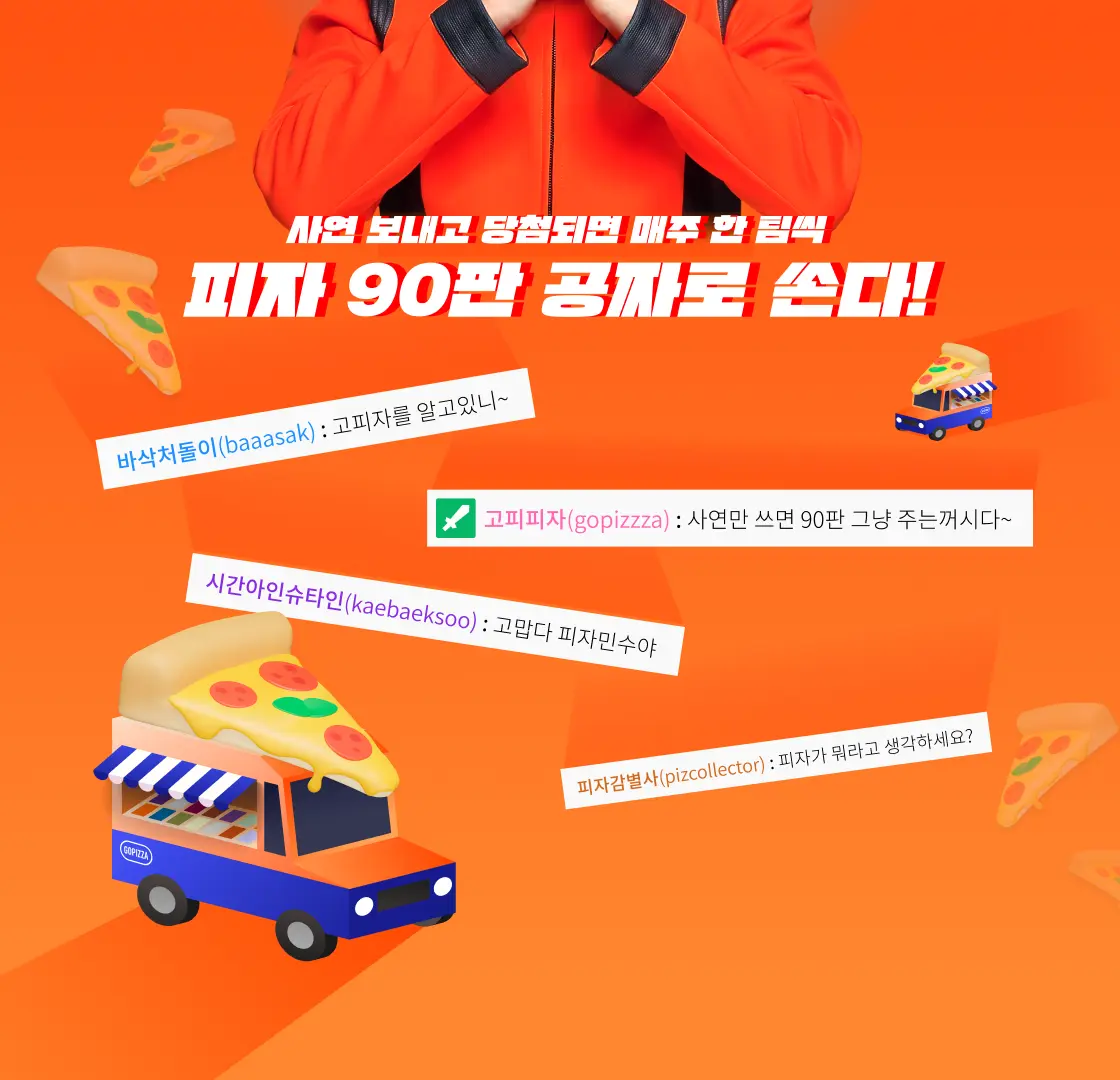 사연 보내고 당첨되면 매주 한 팀씩
피자 90판 공짜로 쏜다!
바삭처돌이(baaasak) : 고피자를 알고있니~
고피피자(gopizzza) : 사연만 쓰면 90판 그냥 주는꺼시다~
시간아인슈타인(kaebaeksoo) : 고맙다 피자민수야
피자감별사(pizcollector) : 피자가 뭐라고 생각하세요?
GOPIZZA